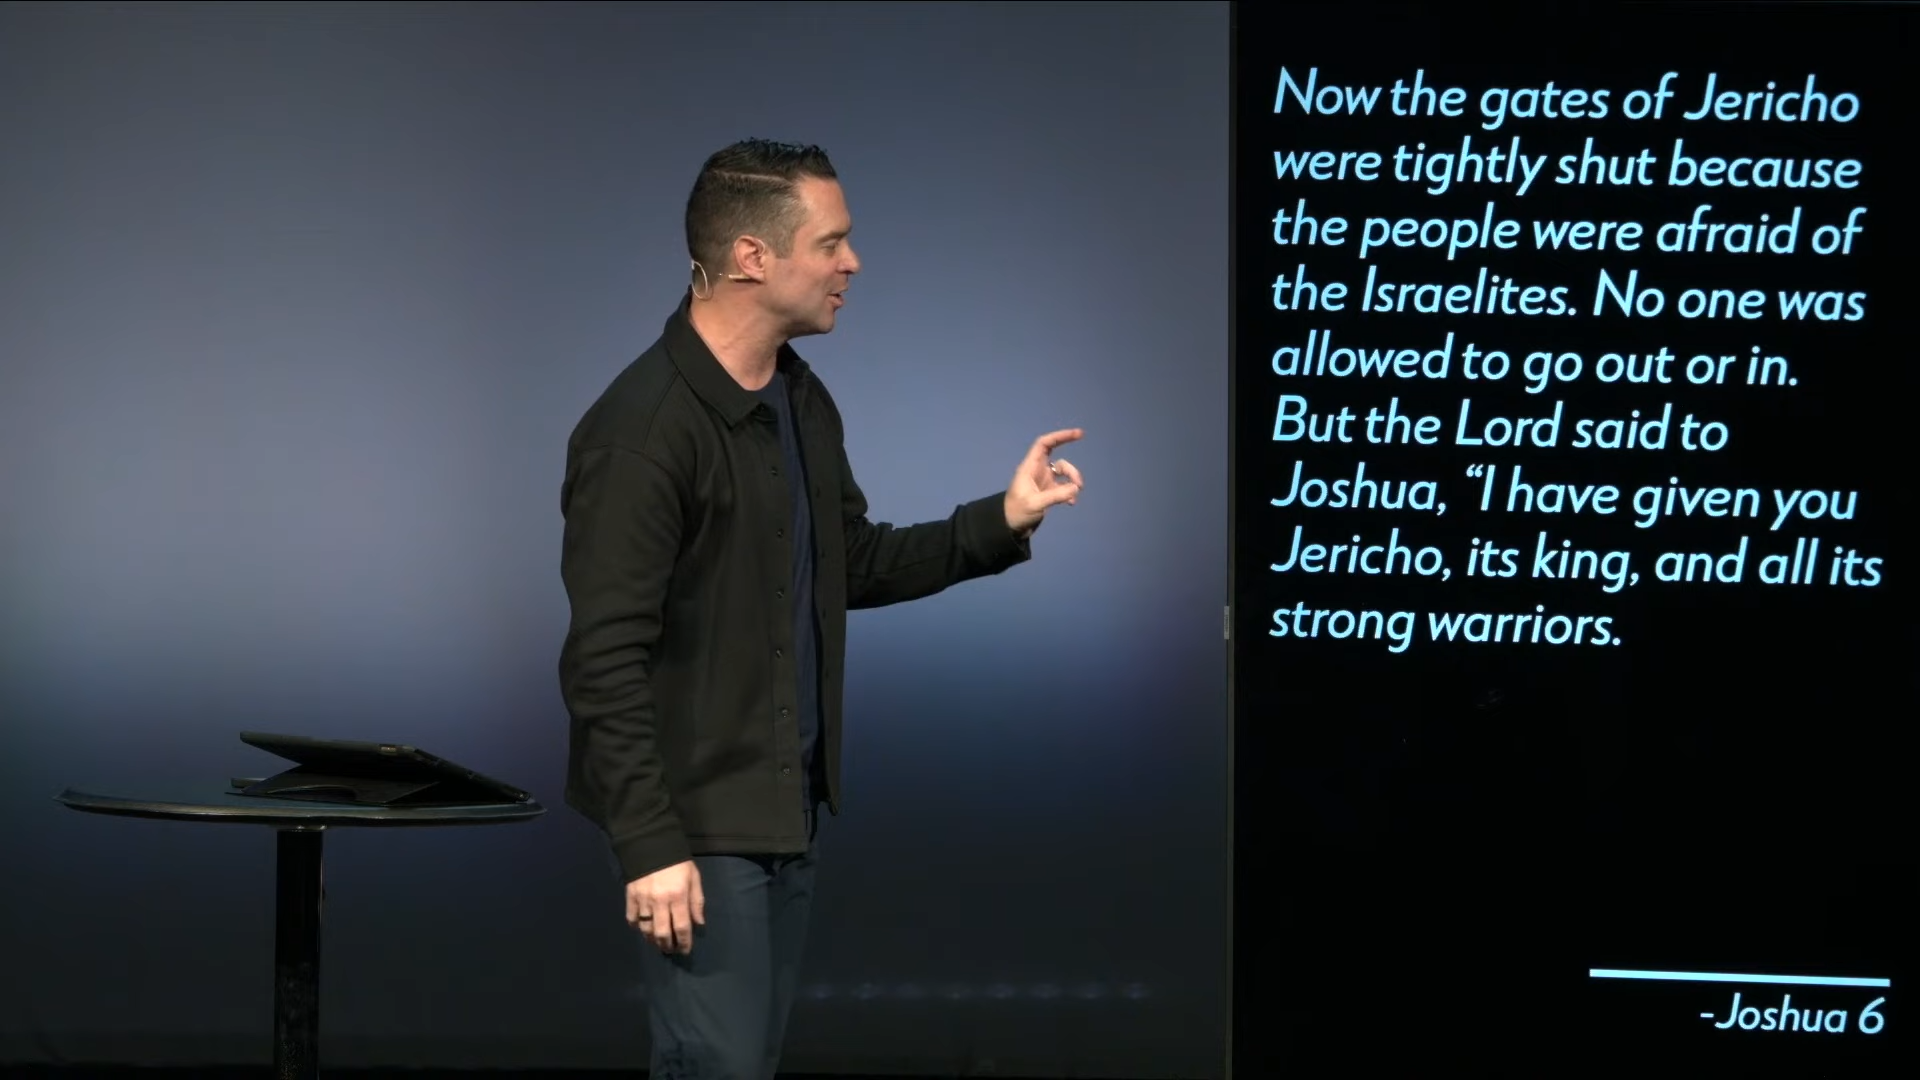 Now the gates of Jericho
were tightly shut because
the people were afraid of
the Israelites. No one was
allowed to go out or in.
But the Lord said to
Joshua, “I have given you
Jericho, its king, and all its
strong warriors.
-Joshua 6